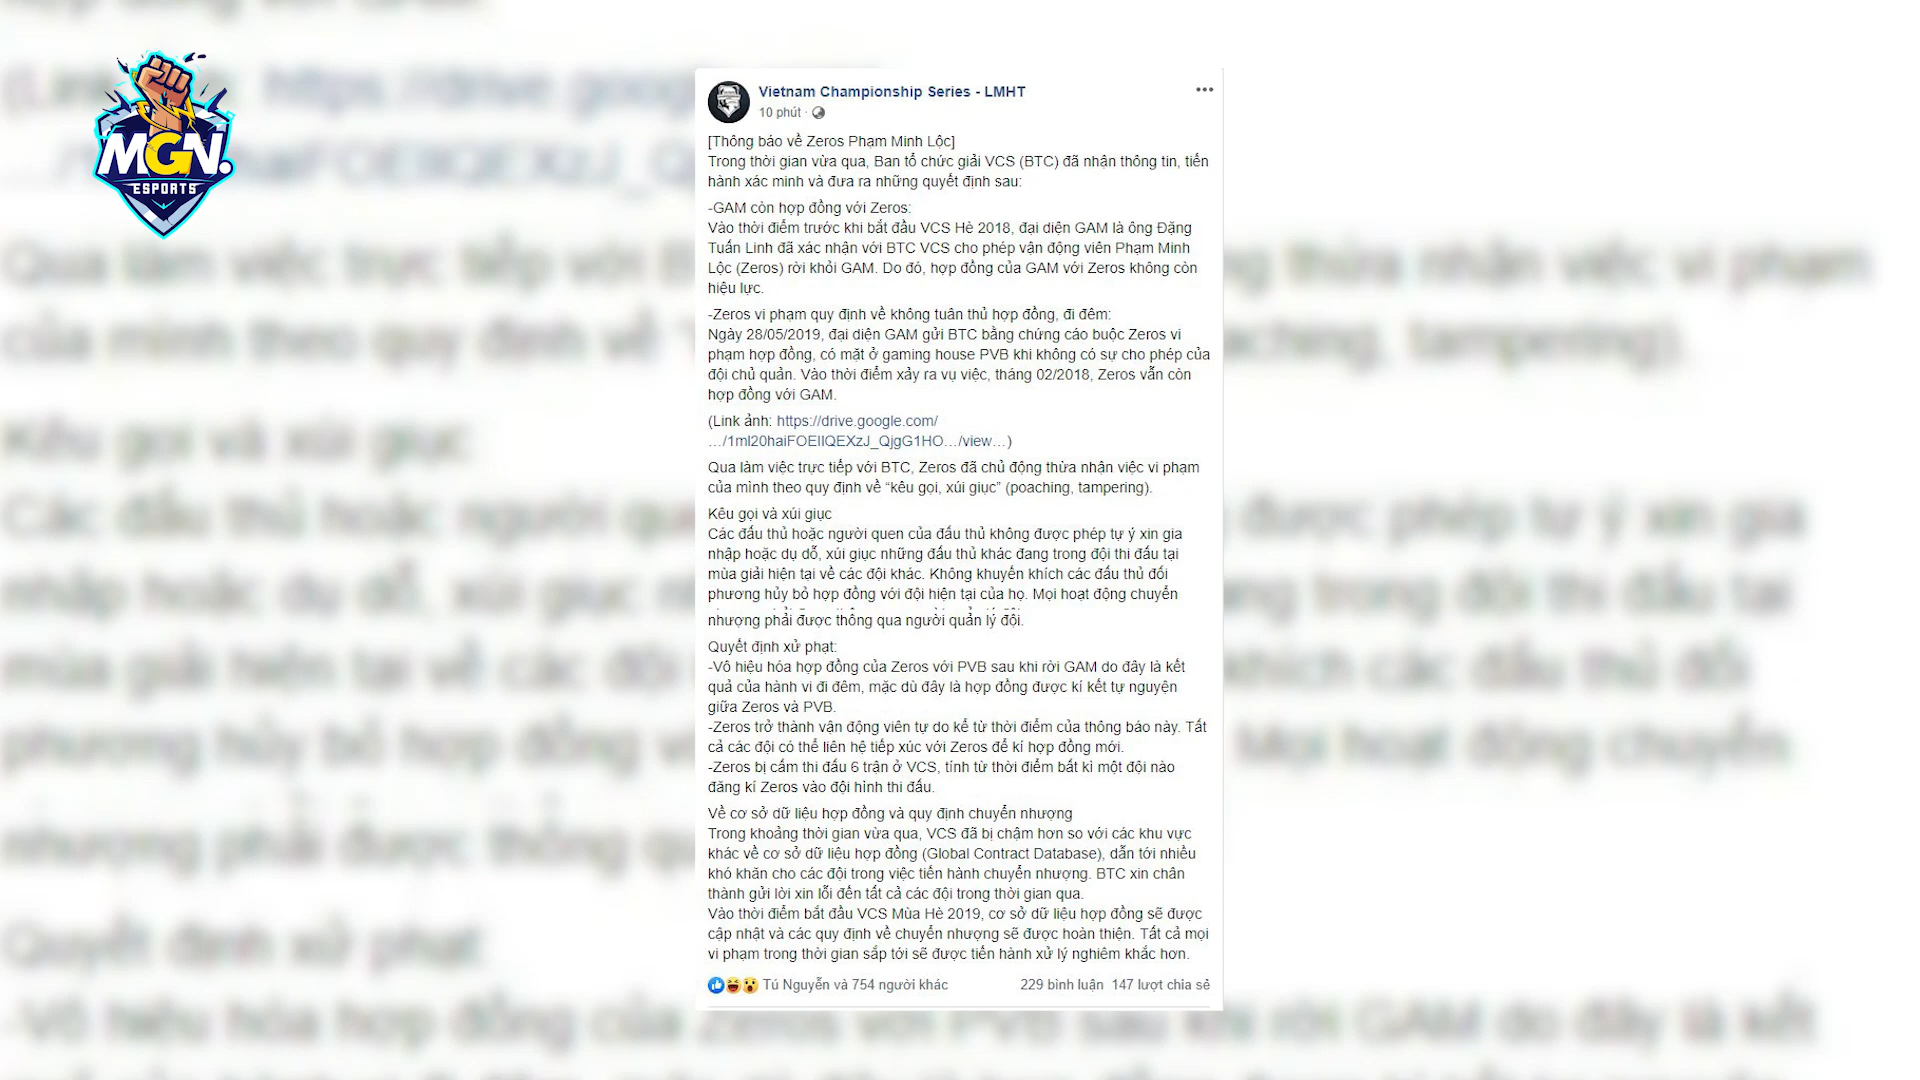 MGN.
ESPORTS
Vietnam Championship Series - LMHT
10 phút ·
[Thông báo về Zeros Phạm Minh Lộc]
Trong thời gian vừa qua, Ban tổ chức giải VCS (BTC) đã nhận thông tin, tiến
hành xác minh và đưa ra những quyết định sau:
-GAM còn hợp đồng với Zeros:
Vào thời điểm trước khi bắt đầu VCS Hè 2018, đại diện GAM là ông Đặng
Tuấn Linh đã xác nhận với BTC VCS cho phép vận động viên Phạm Minh
Lộc (Zeros) rời khỏi GAM. Do đó, hợp đồng của GAM với Zeros không còn
hiệu lực.
-Zeros vi phạm quy định về không tuân thủ hợp đồng, đi đêm:
Ngày 28/05/2019, đại diện GAM gửi BTC bằng chứng cáo buộc Zeros vi
phạm hợp đồng, có mặt ở gaming house PVB khi không có sự cho phép của
đội chủ quản. Vào thời điểm xảy ra vụ việc, tháng 02/2018, Zeros vẫn còn
hợp đồng với GAM.
(Link ảnh: https://drive.google.com/
…/1ml20haiFOEIIQEXzJ_QjgG1HO…/view…)
Qua làm việc trực tiếp với BTC, Zeros đã chủ động thừa nhận việc vi phạm
của mình theo quy định về “kêu gọi, xúi giục” (poaching, tampering).
Kêu gọi và xúi giục
Các đấu thủ hoặc người quen của đấu thủ không được phép tự ý xin gia
nhập hoặc dụ dỗ, xúi giục những đấu thủ khác đang trong đội thi đấu tại
mùa giải hiện tại về các đội khác. Không khuyến khích các đấu thủ đối
phương hủy bỏ hợp đồng với đội hiện tại của họ. Mọi hoạt động chuyển
nhượng phải được thông qua người quản lý đội.
Quyết định xử phạt:
-Vô hiệu hóa hợp đồng của Zeros với PVB sau khi rời GAM do đây là kết
quả của hành vi đi đêm, mặc dù đây là hợp đồng được kí kết tự nguyện
giữa Zeros và PVB.
-Zeros trở thành vận động viên tự do kể từ thời điểm của thông báo này. Tất
cả các đội có thể liên hệ tiếp xúc với Zeros để kí hợp đồng mới.
-Zeros bị cấm thi đấu 6 trận ở VCS, tính từ thời điểm bất kì một đội nào
đăng kí Zeros vào đội hình thi đấu.
Về cơ sở dữ liệu hợp đồng và quy định chuyển nhượng
Trong khoảng thời gian vừa qua, VCS đã bị chậm hơn so với các khu vực
khác về cơ sở dữ liệu hợp đồng (Global Contract Database), dẫn tới nhiều
khó khăn cho các đội trong việc tiến hành chuyển nhượng. BTC xin chân
thành gửi lời xin lỗi đến tất cả các đội trong thời gian qua.
Vào thời điểm bắt đầu VCS Mùa Hè 2019, cơ sở dữ liệu hợp đồng sẽ được
cập nhật và các quy định về chuyển nhượng sẽ được hoàn thiện. Tất cả mọi
vi phạm trong thời gian sắp tới sẽ được tiến hành xử lý nghiêm khắc hơn.
Tú Nguyễn và 754 người khác
229 bình luận 147 lượt chia sẻ